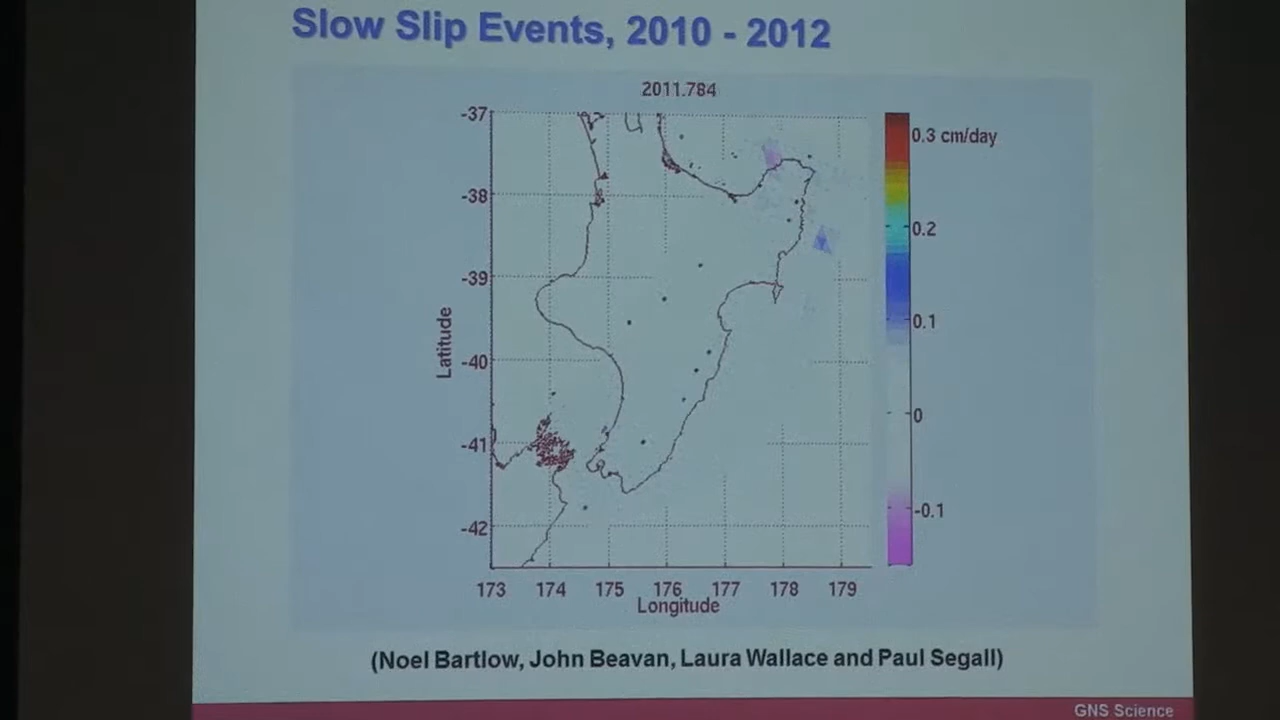 Slow Slip Events, 2010 - 2012
2011.784
-37
-38
-39
-40
-41
-42
Latitude
173 174 175 176 177 178 179
Longitude
0.3 cm/day
0.2
0.1
0
-0.1
(Noel Bartlow, John Beavan, Laura Wallace and Paul Segall)
GNS Science